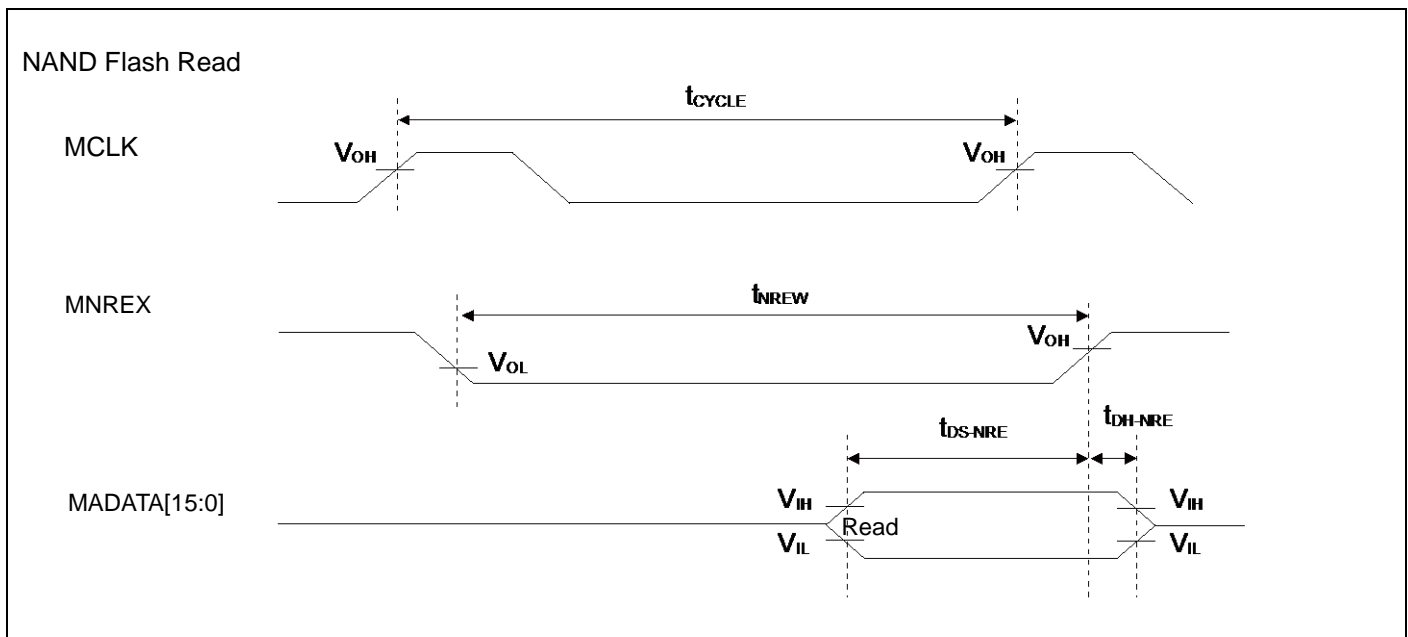 NAND Flash Read
tCYCLE
MCLK
VOH
VOH
MNREX
tNREW
VOH
VOL
tDS-NRE
tDH-NRE
MADATA[15:0]
VIH
VIH
Read
VIL
VIL